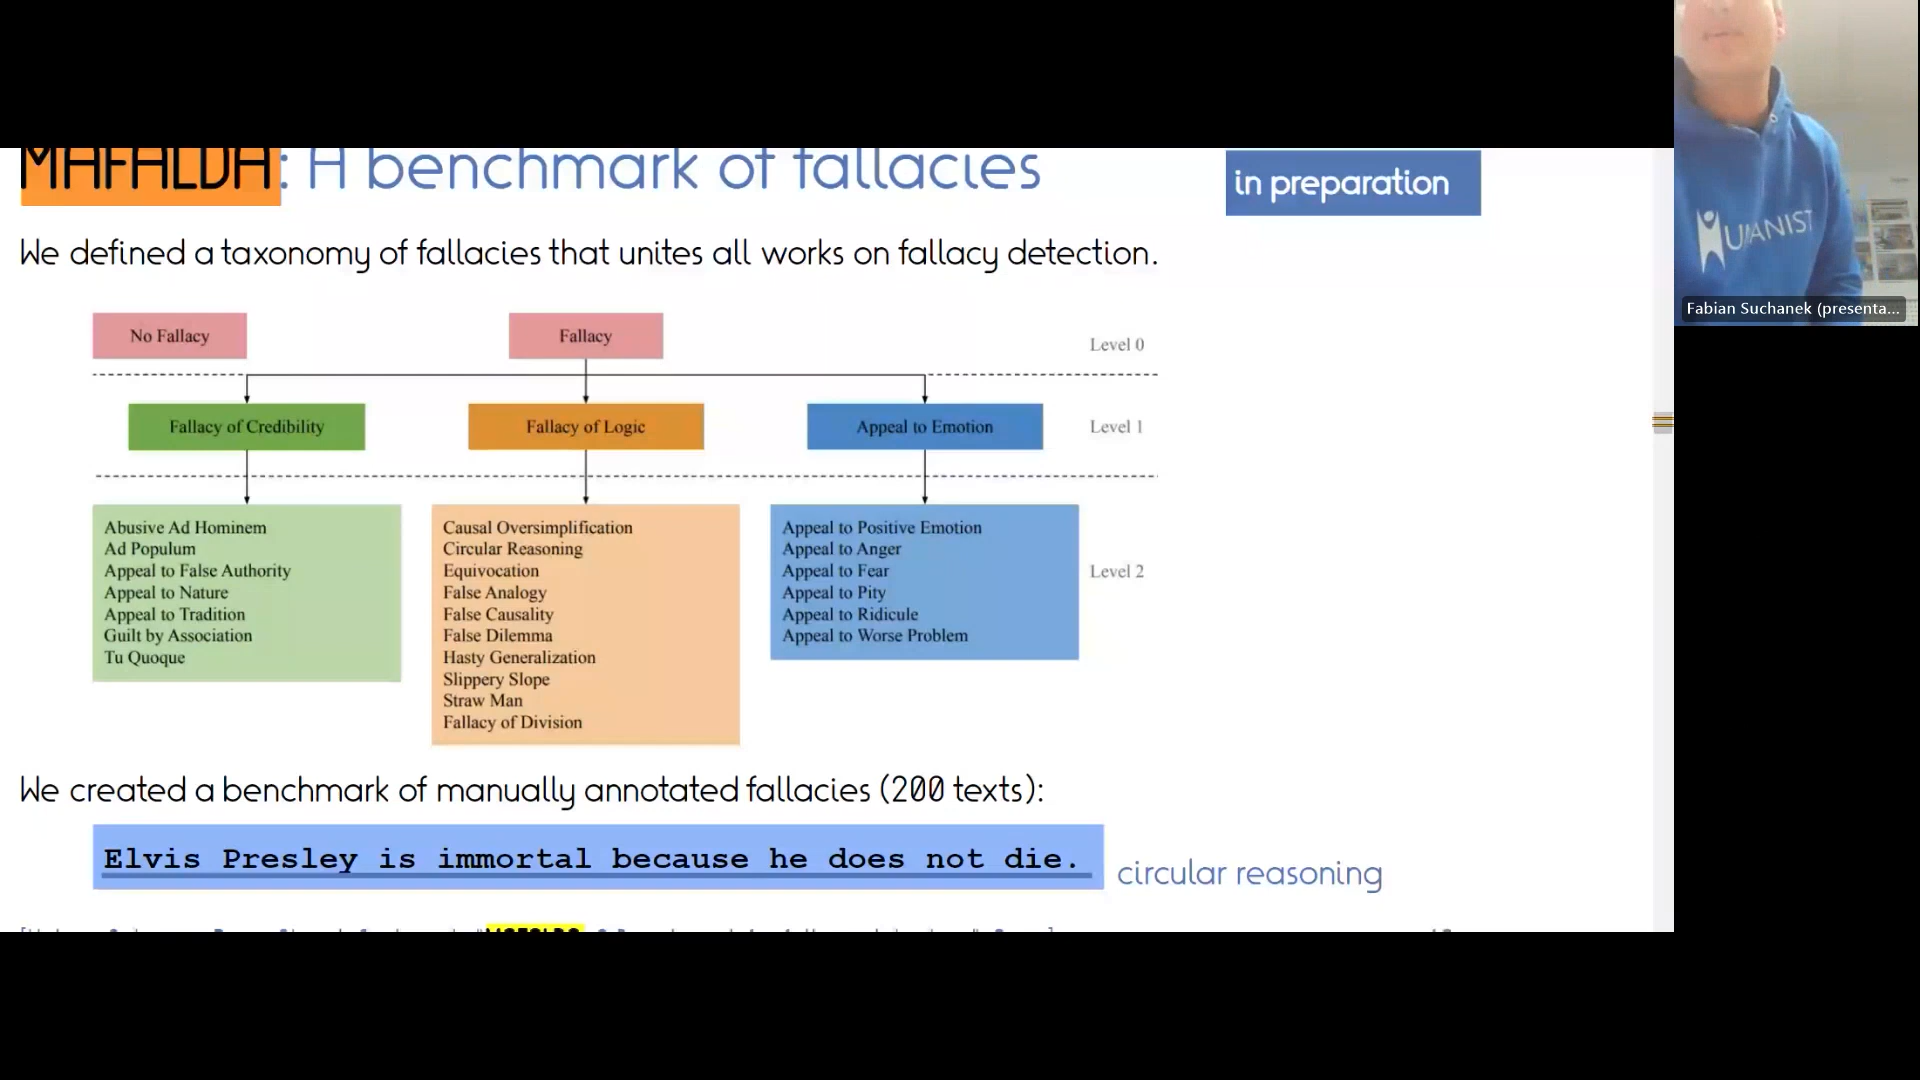 MAFALDA: A benchmark of fallacies
in preparation
We defined a taxonomy of fallacies that unites all works on fallacy detection.
No Fallacy
Fallacy
Level 0
Fallacy of Credibility
Fallacy of Logic
Appeal to Emotion
Level 1
Abusive Ad Hominem
Ad Populum
Appeal to False Authority
Appeal to Nature
Appeal to Tradition
Guilt by Association
Tu Quoque
Causal Oversimplification
Circular Reasoning
Equivocation
False Analogy
False Causality
False Dilemma
Hasty Generalization
Slippery Slope
Straw Man
Fallacy of Division
Appeal to Positive Emotion
Appeal to Anger
Appeal to Fear
Appeal to Pity
Appeal to Ridicule
Appeal to Worse Problem
Level 2
We created a benchmark of manually annotated fallacies (200 texts):
Elvis Presley is immortal because he does not die.
circular reasoning
HUMANIST
Fabian Suchanek (presenta...